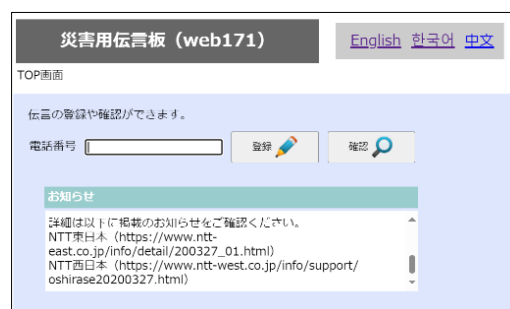 災害用伝言板（web171）
English 한국어 中文
TOP画面
伝言の登録や確認ができます。
電話番号 登録 確認
お知らせ
詳細は以下に掲載のお知らせをご確認ください。
NTT東日本（https://www.ntt-
east.co.jp/info/detail/200327_01.html)
NTT西日本（https://www.ntt-west.co.jp/info/support/
oshirase20200327.html)